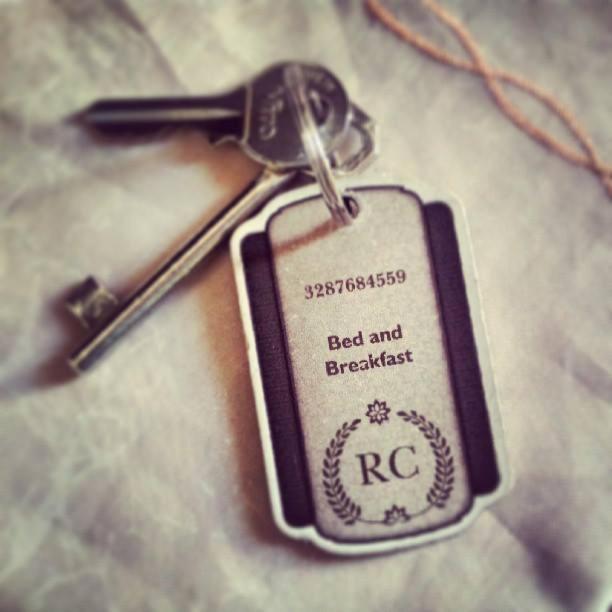 3287684559
Bed and
Breakfast
RC